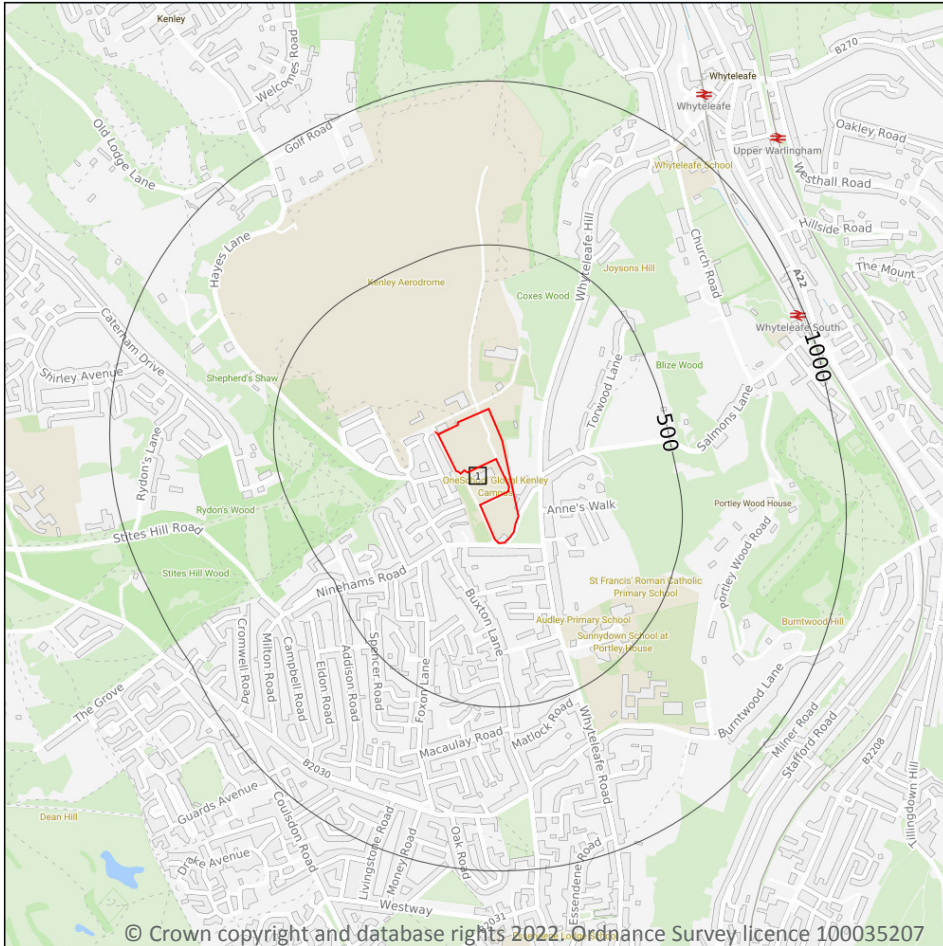 Kenley
Welcomes Road
Whyteleafe
B270
Whyteleafe
Old Lodge Lane
Golf Road
Oakley Road
Upper Warlingham
Whyteleafe School
Westhall Road
Hillside Road
Church Road
Whyteleafe Hill
Hayes Lane
Joysons Hill
The Mount
A22
Kenley Aerodrome
Coxes Wood
Caterham Drive
Whyteleafe South
1000
Shirley Avenue
Shepherd's Shaw
Torwood Lane
Blize Wood
500
Salmons Lane
Rydon's Lane
1
OneSchool Global Kenley
Campus
Rydon's Wood
Anne's Walk
Portley Wood House
Stites Hill Road
Portley Wood Road
Stites Hill Wood
Ninehams Road
St Francis' Roman Catholic
Primary School
Buxton Lane
Audley Primary School
Burntwood Hill
Sunnydown School at
Portley House
Cromwell Road
Milton Road
Campbell Road
Eldon Road
Addison Road
Spencer Road
Foxon Lane
Burntwood Lane
The Grove
Macaulay Road
Matlock Road
Whyteleafe Road
Milner Road
Stafford Road
B2208
B2030
Guards Avenue
Coulsdon Road
Tillingdown Hill
Dean Hill
Drake Avenue
Livingstone Road
Money Road
Oak Road
Essendene Road
Westway
B2031
© Crown copyright and database rights 2022. Ordnance Survey licence 100035207